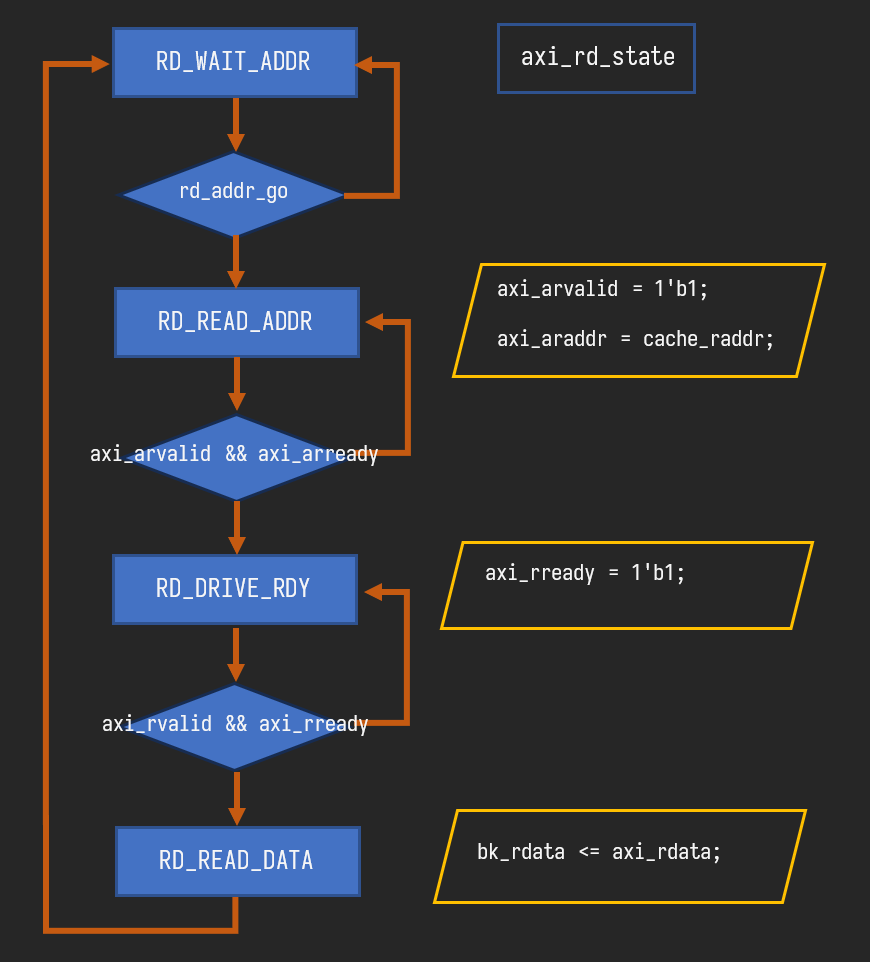 RD_WAIT_ADDR
axi_rd_state
rd_addr_go
RD_READ_ADDR
axi_arvalid = 1'b1;
axi_araddr = cache_raddr;
axi_arvalid && axi_arready
RD_DRIVE_RDY
axi_rready = 1'b1;
axi_rvalid && axi_rready
RD_READ_DATA
bk_rdata <= axi_rdata;